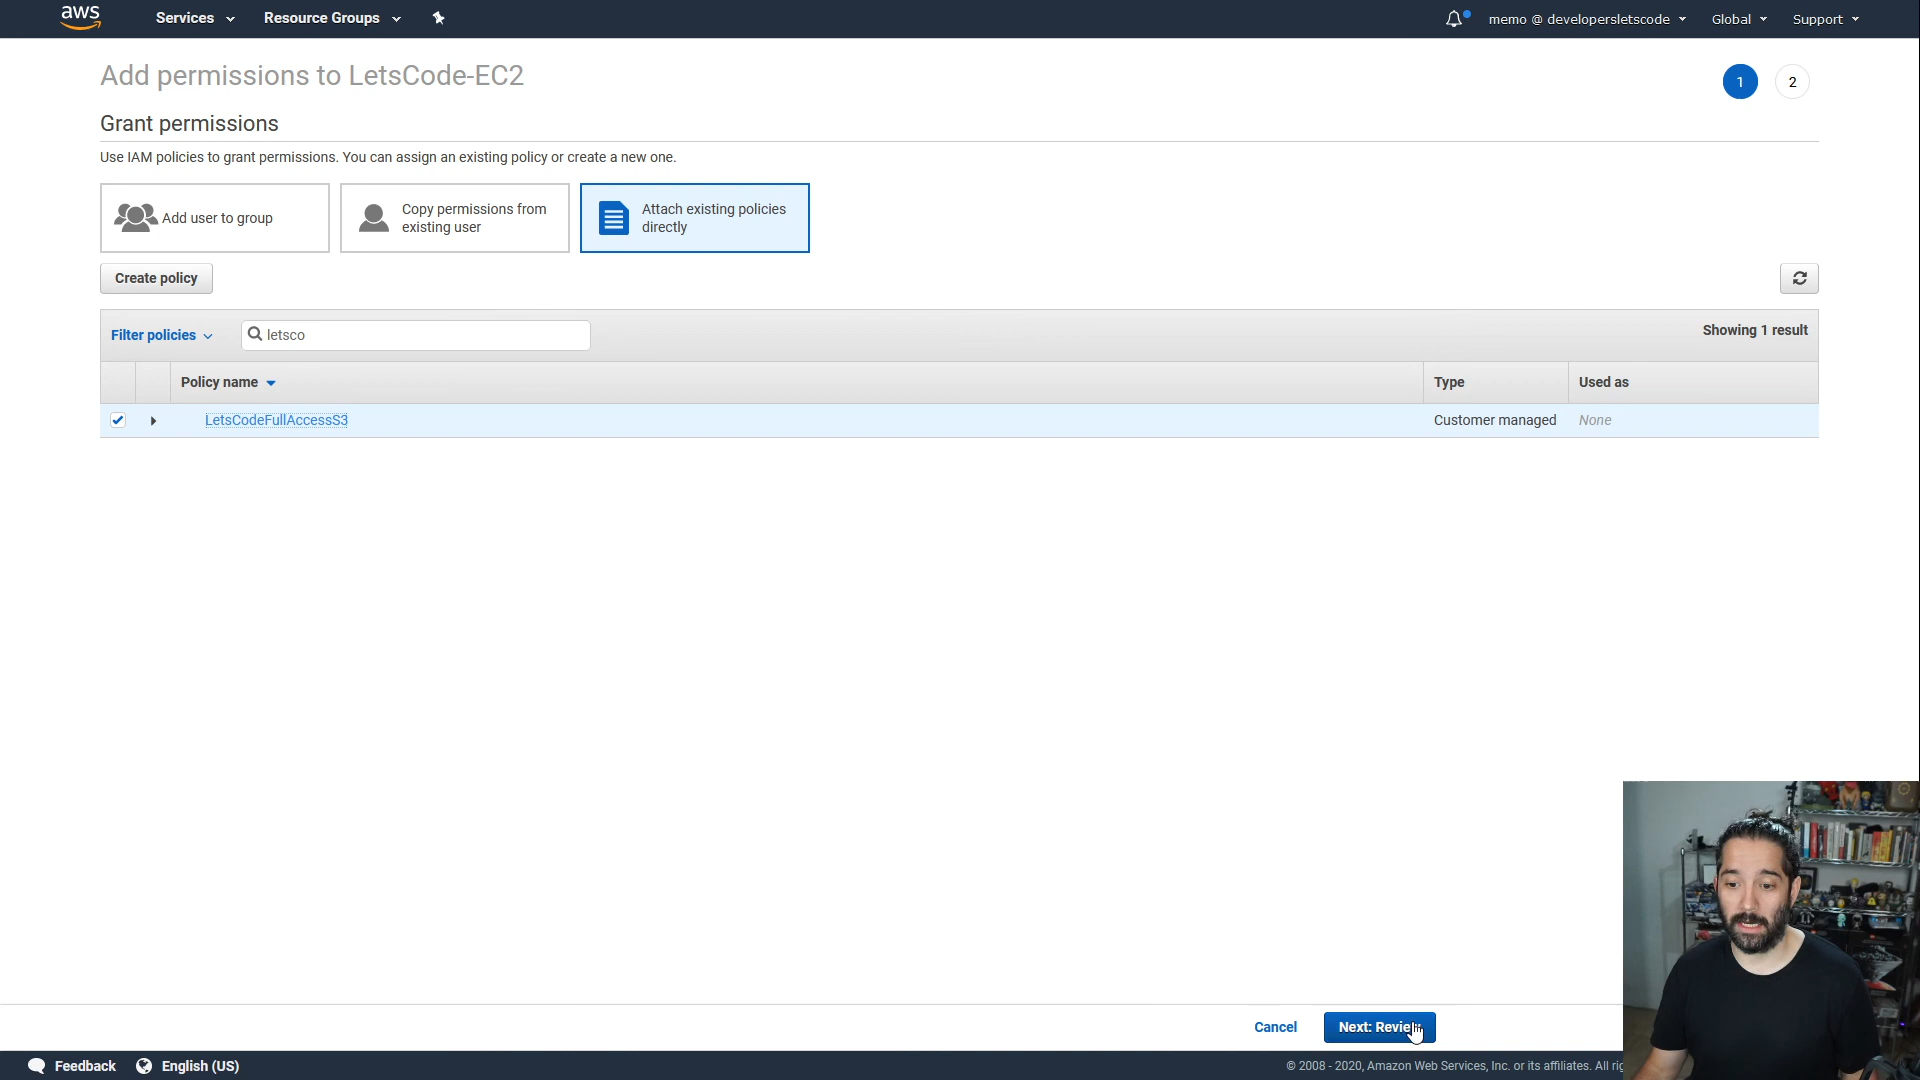 aws Services Resource Groups memo @ developersletscode Global Support
Add permissions to LetsCode-EC2
1 2
Grant permissions
Use IAM policies to grant permissions. You can assign an existing policy or create a new one.
Add user to group
Copy permissions from
existing user
Attach existing policies
directly
Create policy
Filter policies letsco Showing 1 result
Policy name Type Used as
LetsCodeFullAccessS3 Customer managed None
Cancel Next: Review
Feedback English (US) © 2008 - 2020, Amazon Web Services, Inc. or its affiliates. All